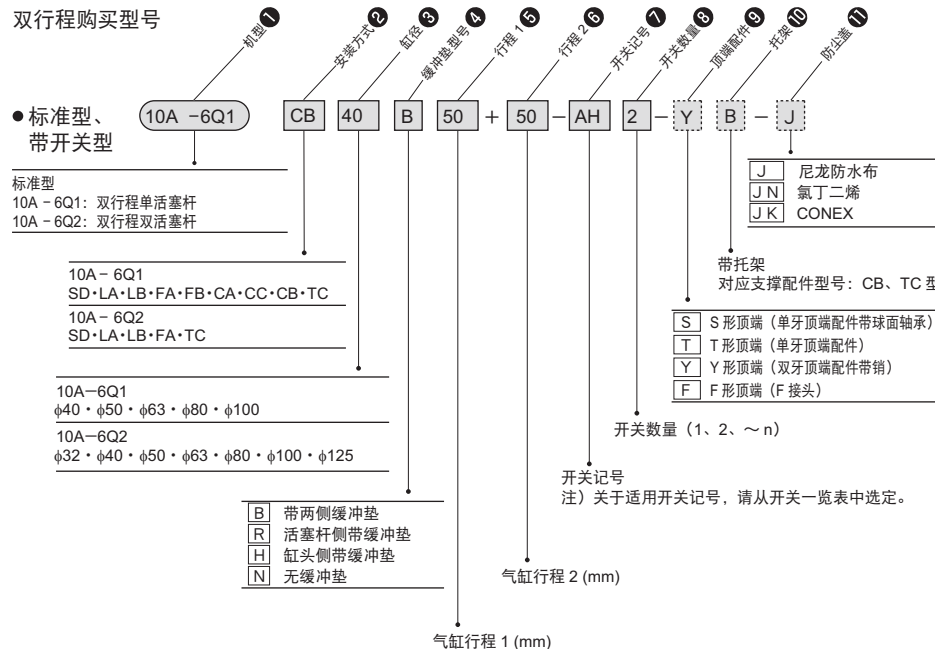 双行程购买型号
机型❶
安装方式❷
缸径❸
缓冲垫型号❹
行程 1❺
行程 2❻
开关记号❼
开关数量❽
顶端配件❾
托架❿
防尘盖⓫
● 标准型、
带开关型
10A −6Q1 CB 40 B 50 + 50 − AH 2 − Y B − J
标准型
10A − 6Q1：双行程单活塞杆
10A − 6Q2：双行程双活塞杆
J 尼龙防水布
JN 氯丁二烯
JK CONEX
10A − 6Q1
SD·LA·LB·FA·FB·CA·CC·CB·TC
10A − 6Q2
SD·LA·LB·FA·TC
带托架
对应支撑配件型号：CB、TC 型
S S 形顶端（单牙顶端配件带球面轴承）
T T 形顶端（单牙顶端配件）
Y Y 形顶端（双牙顶端配件带销）
F F 形顶端（F 接头）
10A−6Q1
ϕ40・ϕ50・ϕ63・ϕ80・ϕ100
10A−6Q2
ϕ32・ϕ40・ϕ50・ϕ63・ϕ80・ϕ100・ϕ125
开关数量（1、2、～ n）
开关记号
注）关于适用开关记号，请从开关一览表中选定。
B 带两侧缓冲垫
R 活塞杆侧带缓冲垫
H 缸头侧带缓冲垫
N 无缓冲垫
气缸行程 2 (mm)
气缸行程 1 (mm)